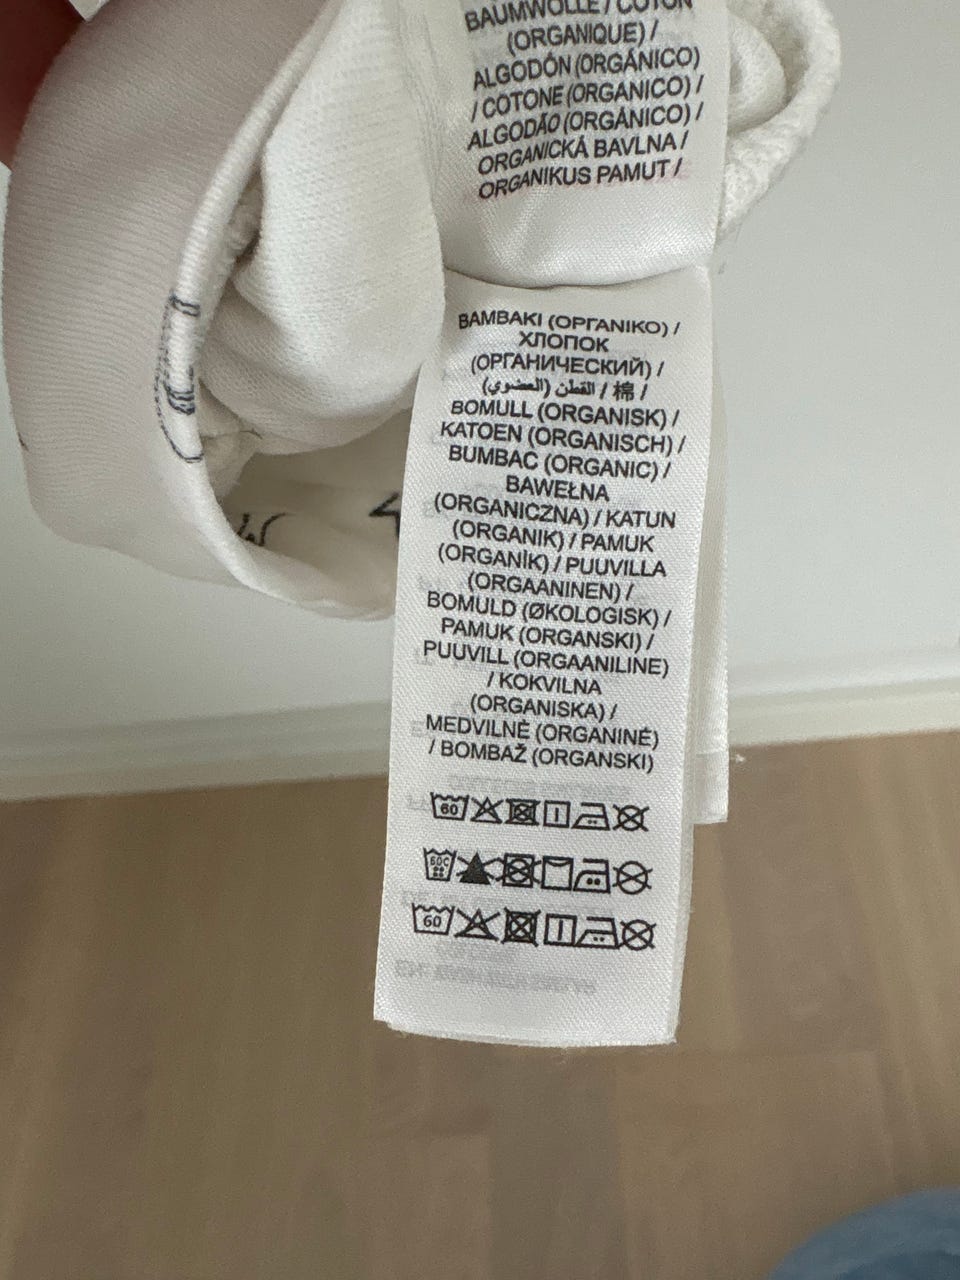 BAUMWOLLE / COTON
(ORGANIQUE) /
ALGODÓN (ORGÁNICO)
/ COTONE (ORGANICO) /
ALGODÃO (ORGÂNICO) /
ORGANICKÁ BAVLNA /
ORGANIKUS PAMUT /
ΒΑΜΒΑΚΙ (ΟΡΓΑΝΙΚΟ) /
ХЛОПОК
(ОРГАНИЧЕСКИЙ) /
القطن (العضوي) / 棉 /
BOMULL (ORGANISK) /
KATOEN (ORGANISCH) /
BUMBAC (ORGANIC) /
BAWEŁNA
(ORGANICZNA) / KATUN
(ORGANIK) / PAMUK
(ORGANİK) / PUUVILLA
(ORGAANINEN) /
BOMULD (ØKOLOGISK) /
PAMUK (ORGANSKI) /
PUUVILL (ORGAANILINE)
/ KOKVILNA
(ORGANISKA) /
MEDVILNĖ (ORGANINĖ)
/ BOMBAŽ (ORGANSKI)
60
60C
60